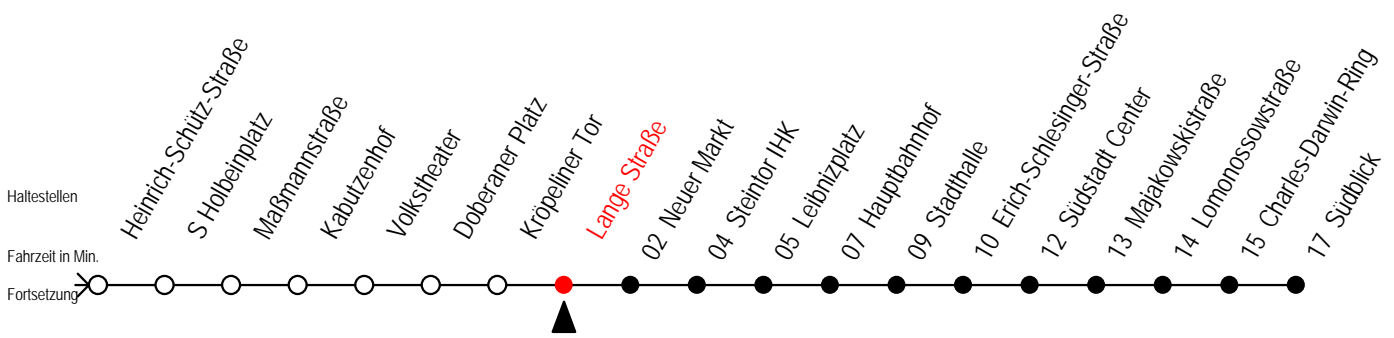 Haltestellen
Fahrzeit in Min.
Fortsetzung
Heinrich-Schütz-Straße
S Holbeinplatz
Maßmannstraße
Kabutzenhof
Volkstheater
Doberaner Platz
Kröpeliner Tor
Lange Straße
02 Neuer Markt
04 Steintor IHK
05 Leibnizplatz
07 Hauptbahnhof
09 Stadthalle
10 Erich-Schlesinger-Straße
12 Südstadt Center
13 Majakowskistraße
14 Lomonossowstraße
15 Charles-Darwin-Ring
17 Südblick